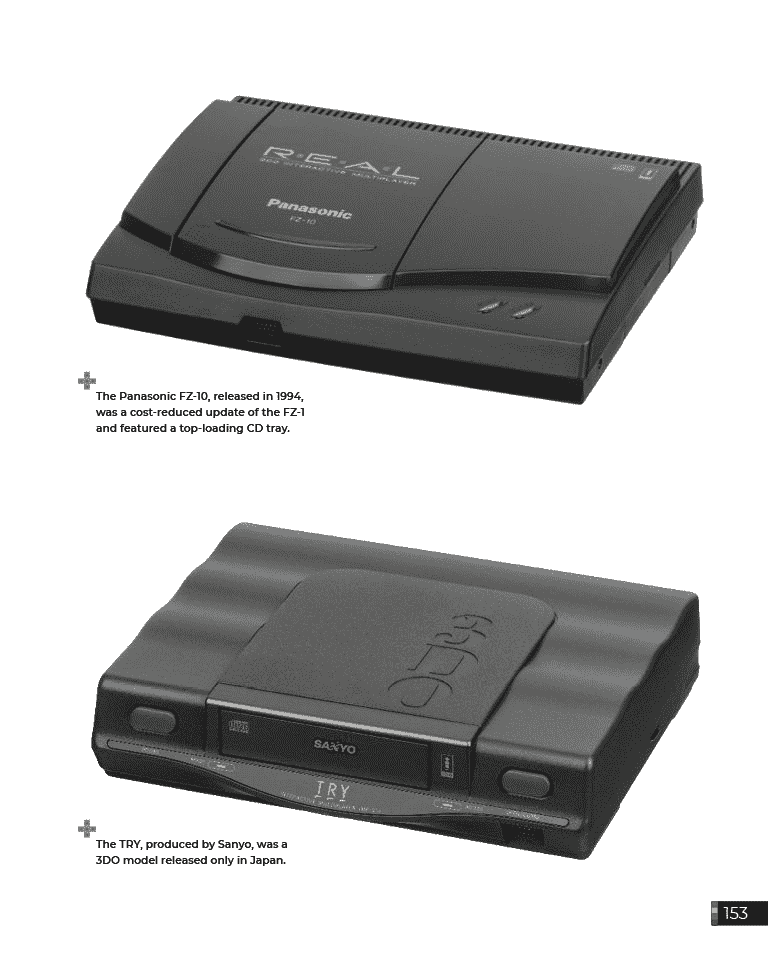 R·E·A·L
3DO INTERACTIVE MULTIPLAYER
Panasonic
FZ-10
The Panasonic FZ-10, released in 1994,
was a cost-reduced update of the FZ-1
and featured a top-loading CD tray.
3DO
SANYO
TRY
The TRY, produced by Sanyo, was a
3DO model released only in Japan.
153